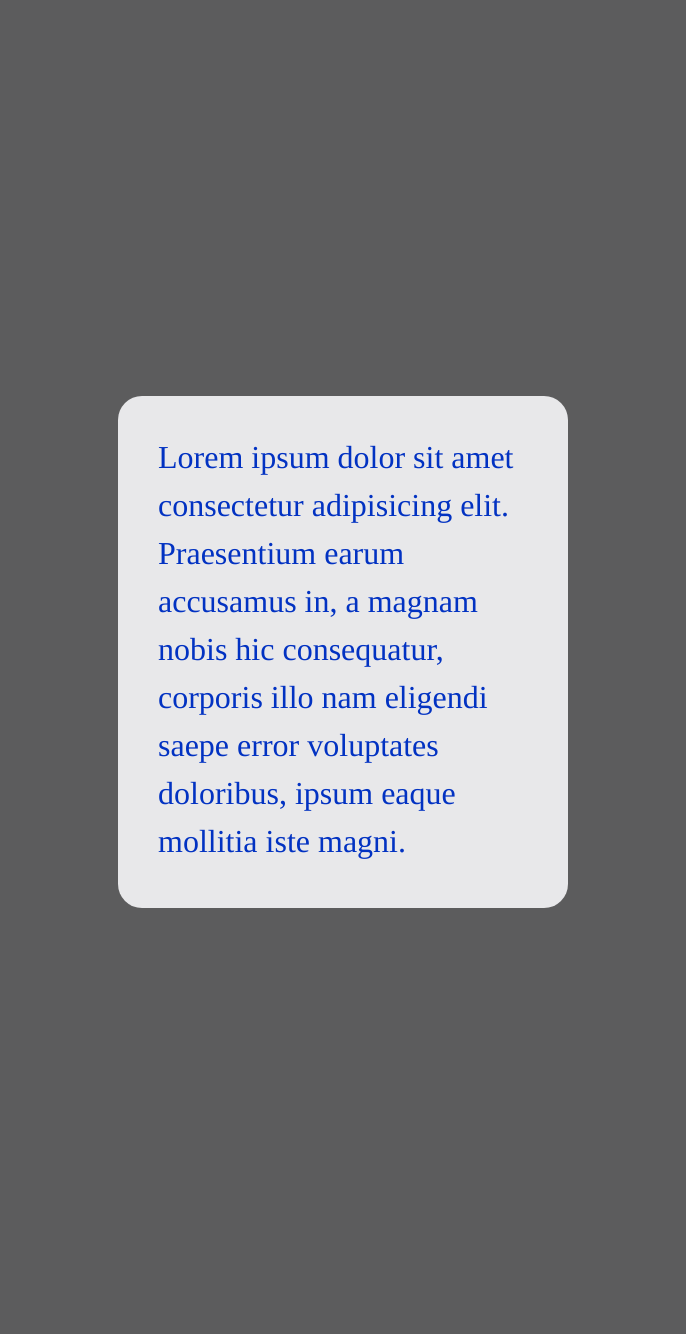 Lorem ipsum dolor sit amet
consectetur adipisicing elit.
Praesentium earum
accusamus in, a magnam
nobis hic consequatur,
corporis illo nam eligendi
saepe error voluptates
doloribus, ipsum eaque
mollitia iste magni.